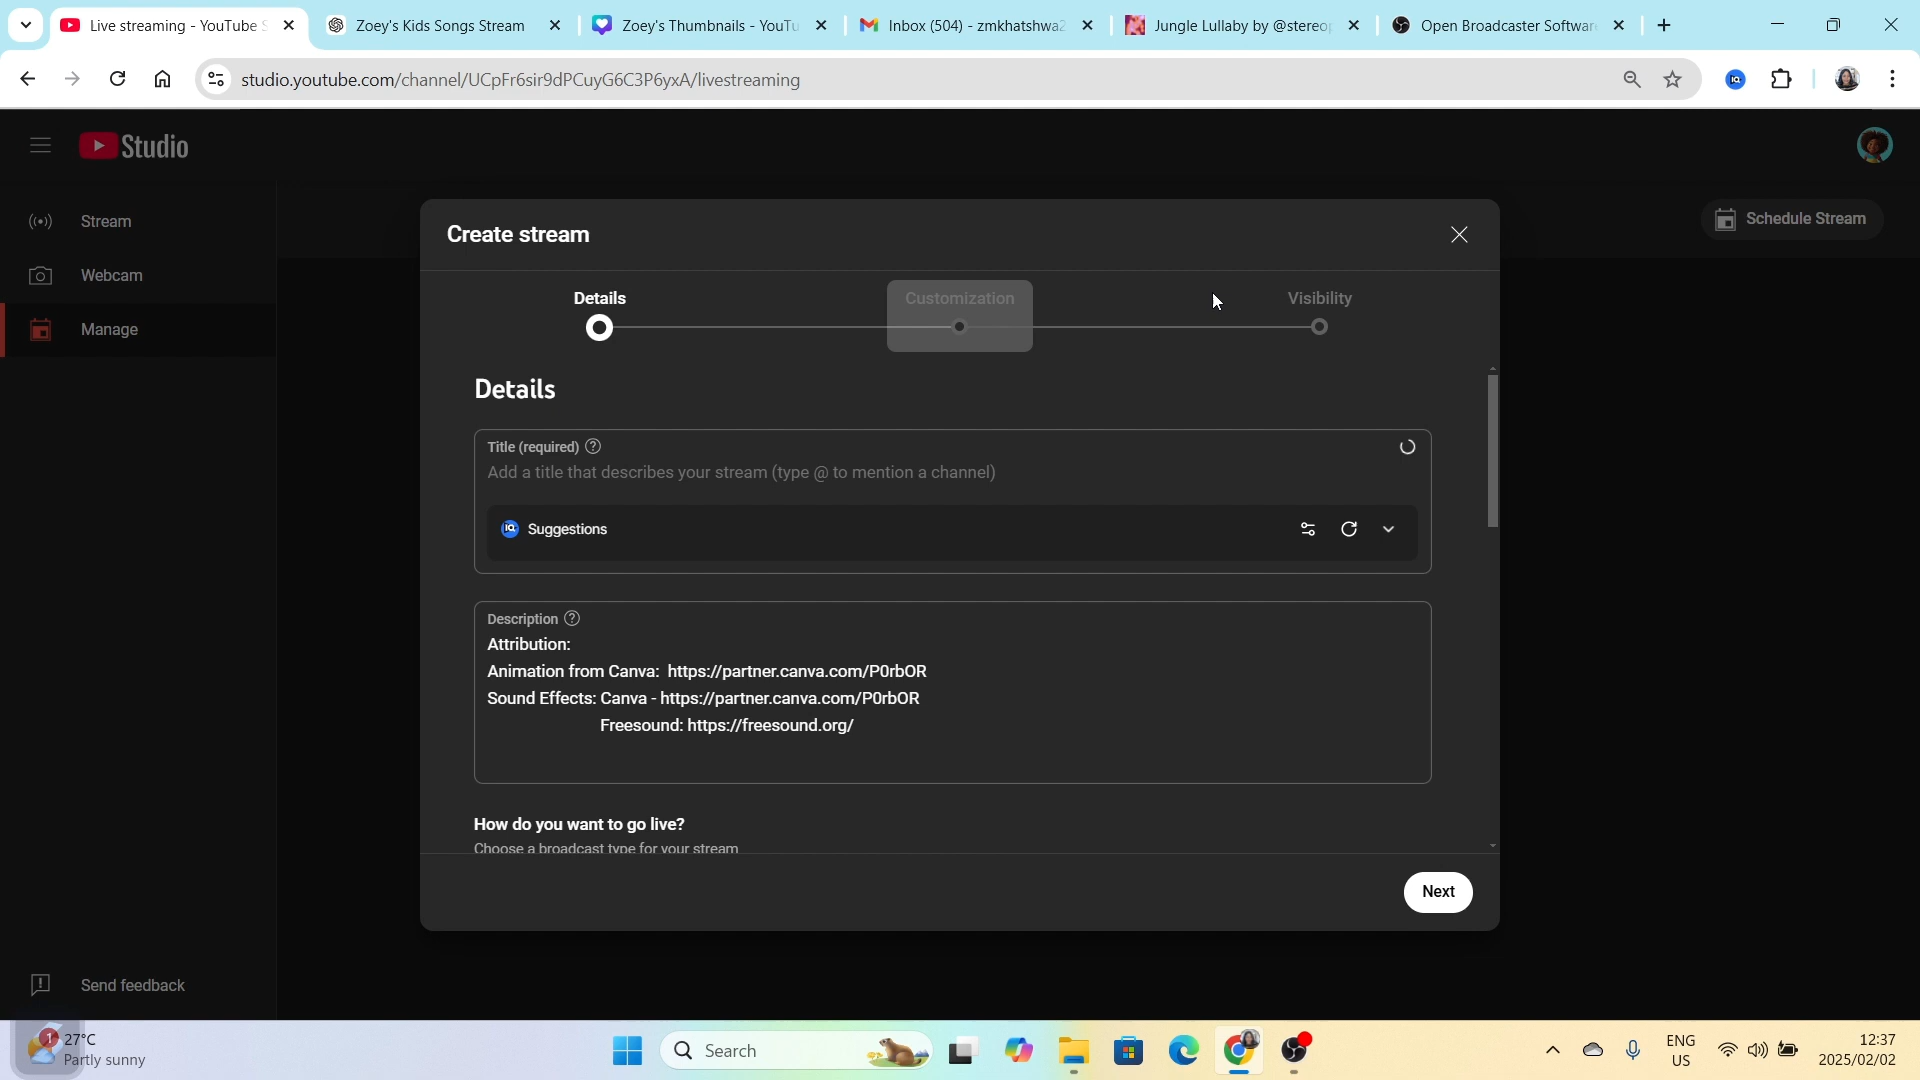 Live streaming - YouTube S
Zoey's Kids Songs Stream
Zoey's Thumbnails - YouTu
Inbox (504) - zmkhatshwa2
Jungle Lullaby by @stereop
Open Broadcaster Softwar
studio.youtube.com/channel/UCpFr6sir9dPCuyG6C3P6yxA/livestreaming
Studio
Stream
Webcam
Manage
Send feedback
Schedule Stream
Create stream
Details
Customization
Visibility
Details
Title (required)
Add a title that describes your stream (type @ to mention a channel)
IQ Suggestions
Description
Attribution:
Animation from Canva: https://partner.canva.com/P0rbOR
Sound Effects: Canva - https://partner.canva.com/P0rbOR
Freesound: https://freesound.org/
How do you want to go live?
Choose a broadcast type for your stream
Next
1
27°C
Partly sunny
Search
ENG
US
12:37
2025/02/02